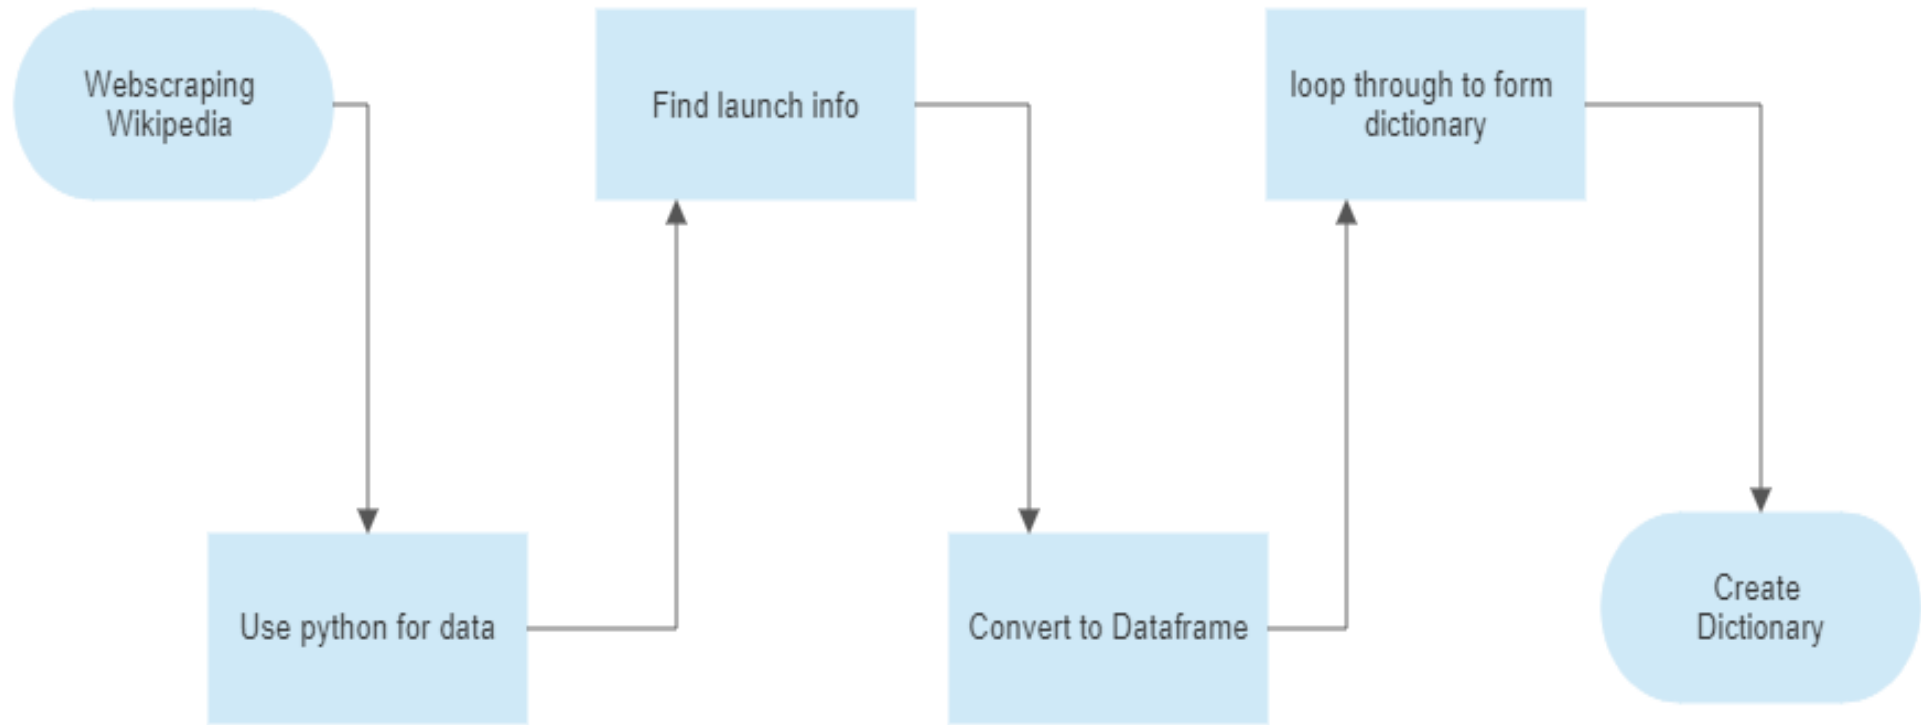 Webscraping
Wikipedia
Use python for data
Find launch info
Convert to Dataframe
loop through to form
dictionary
Create
Dictionary